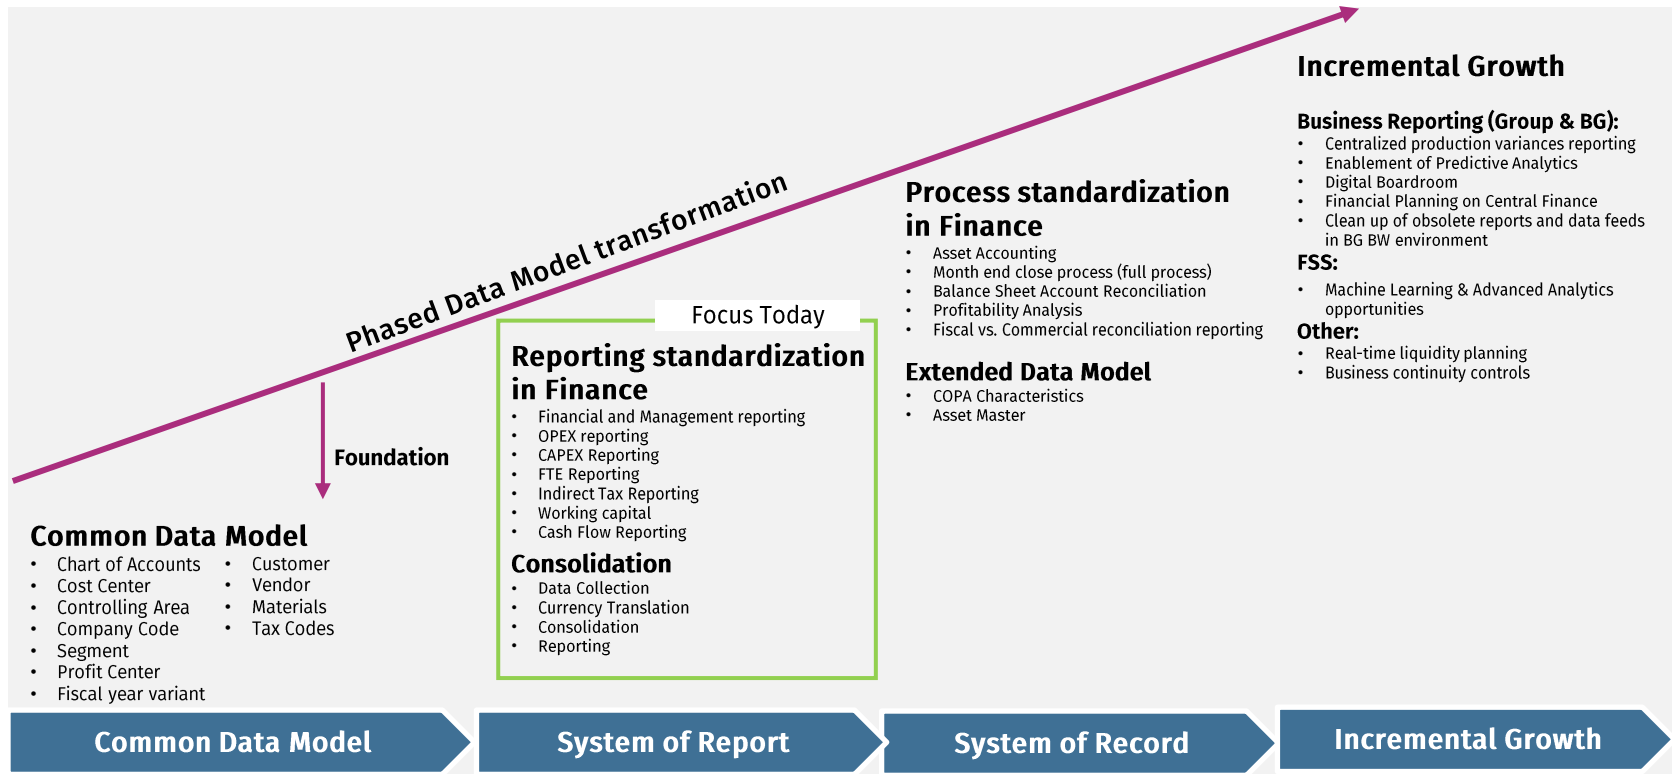 Phased Data Model transformation
Foundation
Common Data Model
• Chart of Accounts
• Cost Center
• Controlling Area
• Company Code
• Segment
• Profit Center
• Fiscal year variant
• Customer
• Vendor
• Materials
• Tax Codes
Focus Today
Reporting standardization
in Finance
• Financial and Management reporting
• OPEX reporting
• CAPEX Reporting
• FTE Reporting
• Indirect Tax Reporting
• Working capital
• Cash Flow Reporting
Consolidation
• Data Collection
• Currency Translation
• Consolidation
• Reporting
Process standardization
in Finance
• Asset Accounting
• Month end close process (full process)
• Balance Sheet Account Reconciliation
• Profitability Analysis
• Fiscal vs. Commercial reconciliation reporting
Extended Data Model
• COPA Characteristics
• Asset Master
Incremental Growth
Business Reporting (Group & BG):
• Centralized production variances reporting
• Enablement of Predictive Analytics
• Digital Boardroom
• Financial Planning on Central Finance
• Clean up of obsolete reports and data feeds
in BG BW environment
FSS:
• Machine Learning & Advanced Analytics
opportunities
Other:
• Real-time liquidity planning
• Business continuity controls
Common Data Model
System of Report
System of Record
Incremental Growth